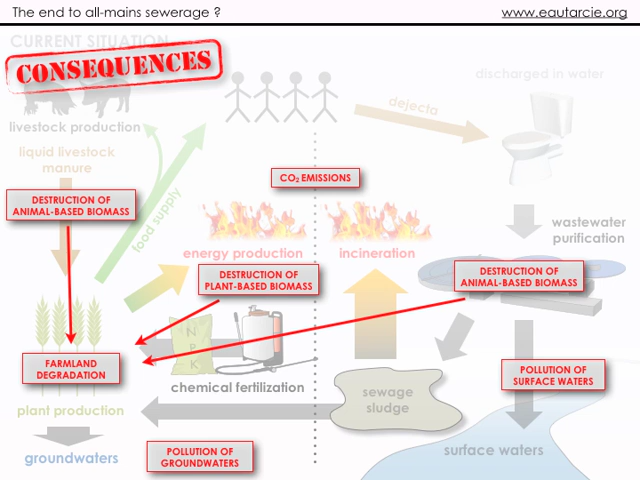 The end to all-mains sewerage ?
www.eautarcie.org
CURRENT SITUATION
CONSEQUENCES
discharged in water
dejecta
livestock production
liquid livestock
manure
CO2 EMISSIONS
DESTRUCTION OF
ANIMAL-BASED BIOMASS
food supply
wastewater
purification
energy production
incineration
DESTRUCTION OF
PLANT-BASED BIOMASS
DESTRUCTION OF
ANIMAL-BASED BIOMASS
N
P
K
FARMLAND
DEGRADATION
POLLUTION OF
SURFACE WATERS
chemical fertilization
sewage
sludge
plant production
POLLUTION OF
GROUNDWATERS
groundwaters
surface waters